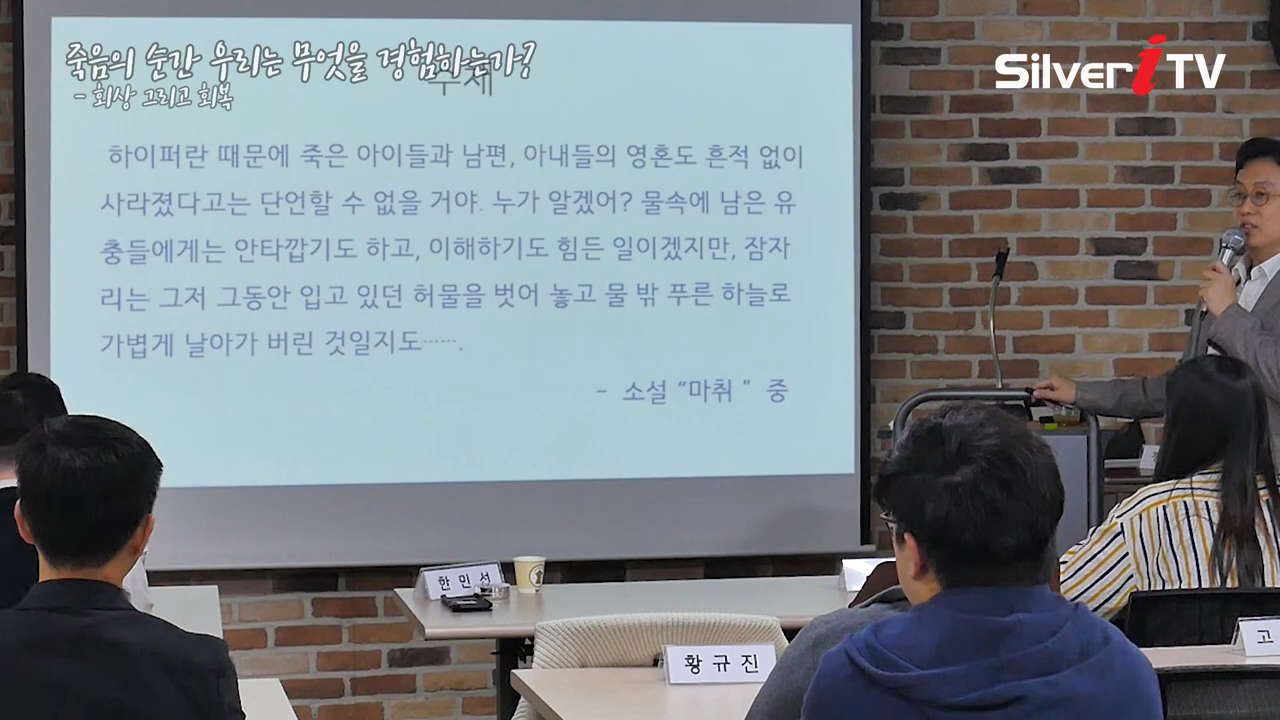 죽음의 순간 우리는 무엇을 경험하는가?
- 회상 그리고 회복
Silver i TV
하이퍼란 때문에 죽은 아이들과 남편, 아내들의 영혼도 흔적 없이
사라졌다고는 단언할 수 없을 거야. 누가 알겠어? 물속에 남은 유
충들에게는 안타깝기도 하고, 이해하기도 힘든 일이겠지만, 잠자
리는 그저 그동안 입고 있던 허물을 벗어 놓고 물 밖 푸른 하늘로
가볍게 날아가 버린 것일지도…….
- 소설 “마취" 중
한 민 선
황 규 진
고